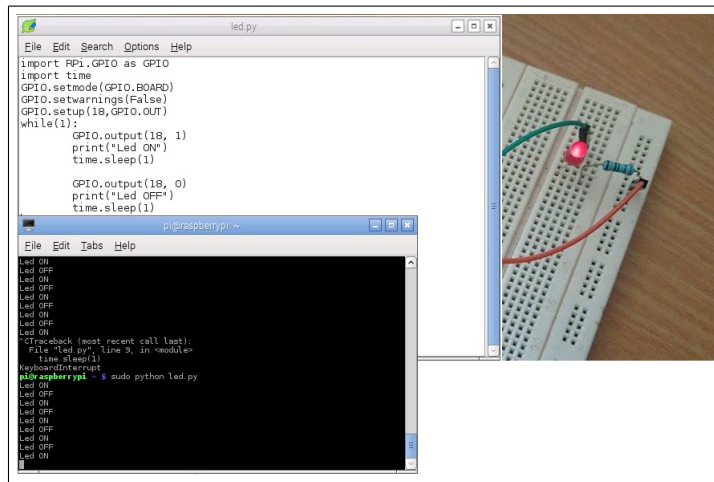 led.py
File Edit Search Options Help
import RPi.GPIO as GPIO
import time
GPIO.setmode(GPIO.BOARD)
GPIO.setwarnings(False)
GPIO.setup(18,GPIO.OUT)
while(1):
        GPIO.output(18, 1)
        print("Led ON")
        time.sleep(1)

        GPIO.output(18, 0)
        print("Led OFF")
        time.sleep(1)
pi@raspberrypi: ~
File Edit Tabs Help
Led ON
Led OFF
Led ON
Led OFF
Led ON
Led OFF
Led ON
Led OFF
Led ON
^CTraceback (most recent call last):
  File "led.py", line 9, in <module>
    time.sleep(1)
KeyboardInterrupt
pi@raspberrypi ~ $ sudo python led.py
Led ON
Led OFF
Led ON
Led OFF
Led ON
Led OFF
Led ON
Led OFF
Led ON